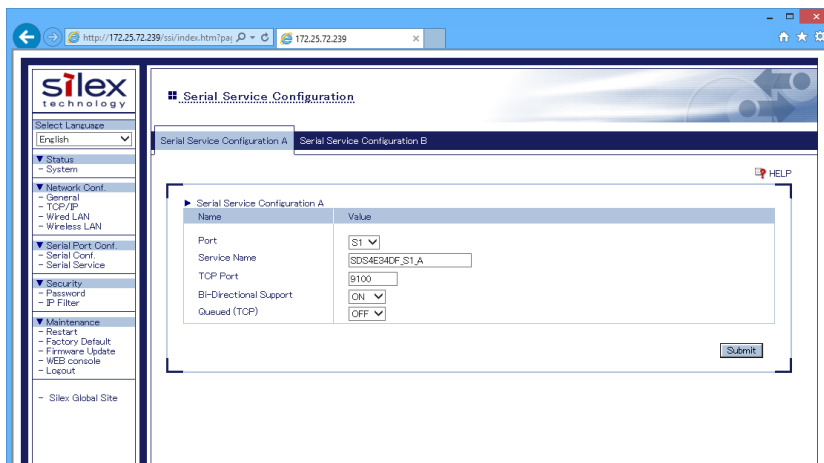 http://172.25.72.239/ssi/index.htm?pag
172.25.72.239
silex
technology
Select Language
English
Status
- System
Network Conf.
- General
- TCP/IP
- Wired LAN
- Wireless LAN
Serial Port Conf.
- Serial Conf.
- Serial Service
Security
- Password
- IP Filter
Maintenance
- Restart
- Factory Default
- Firmware Update
- WEB console
- Logout
- Silex Global Site
Serial Service Configuration
Serial Service Configuration A Serial Service Configuration B
HELP
Serial Service Configuration A
Name Value
Port S1
Service Name SDS4E34DF_S1_A
TCP Port 9100
Bi-Directional Support ON
Queued (TCP) OFF
Submit